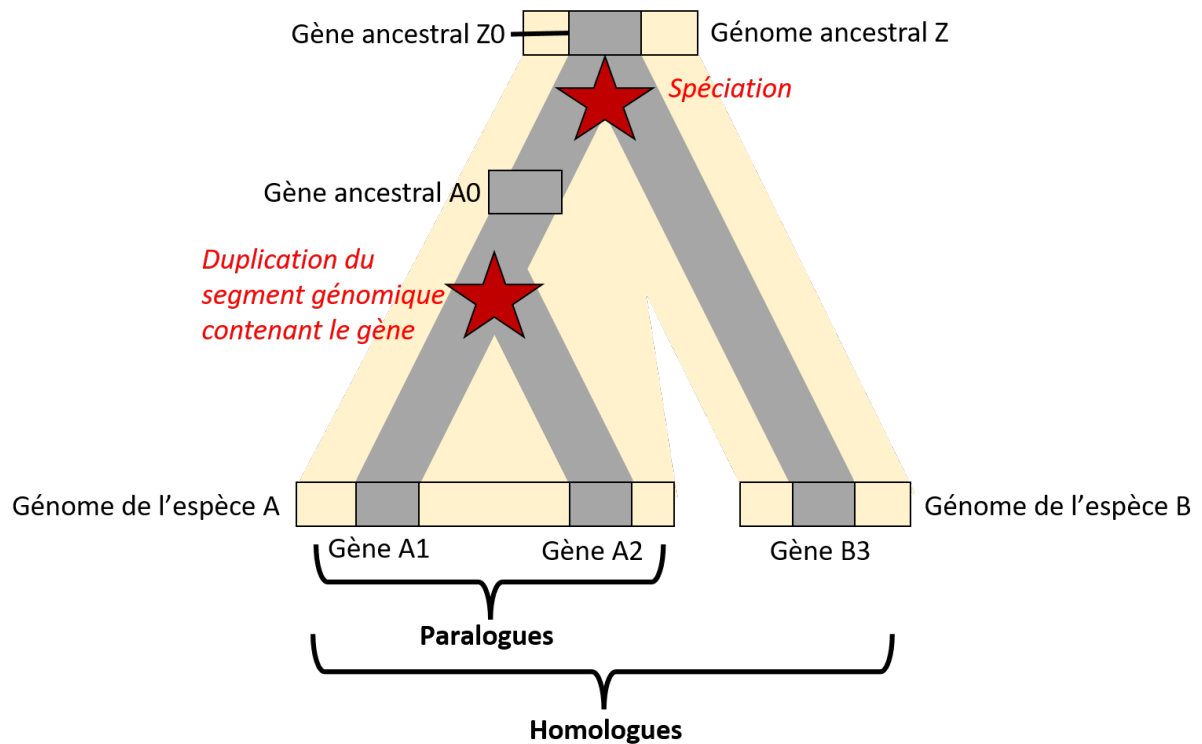 Gène ancestral Z0
Génome ancestral Z
Spéciation
Gène ancestral A0
Duplication du
segment génomique
contenant le gène
Génome de l'espèce A
Génome de l'espèce B
Gène A1
Gène A2
Gène B3
Paralogues
Homologues